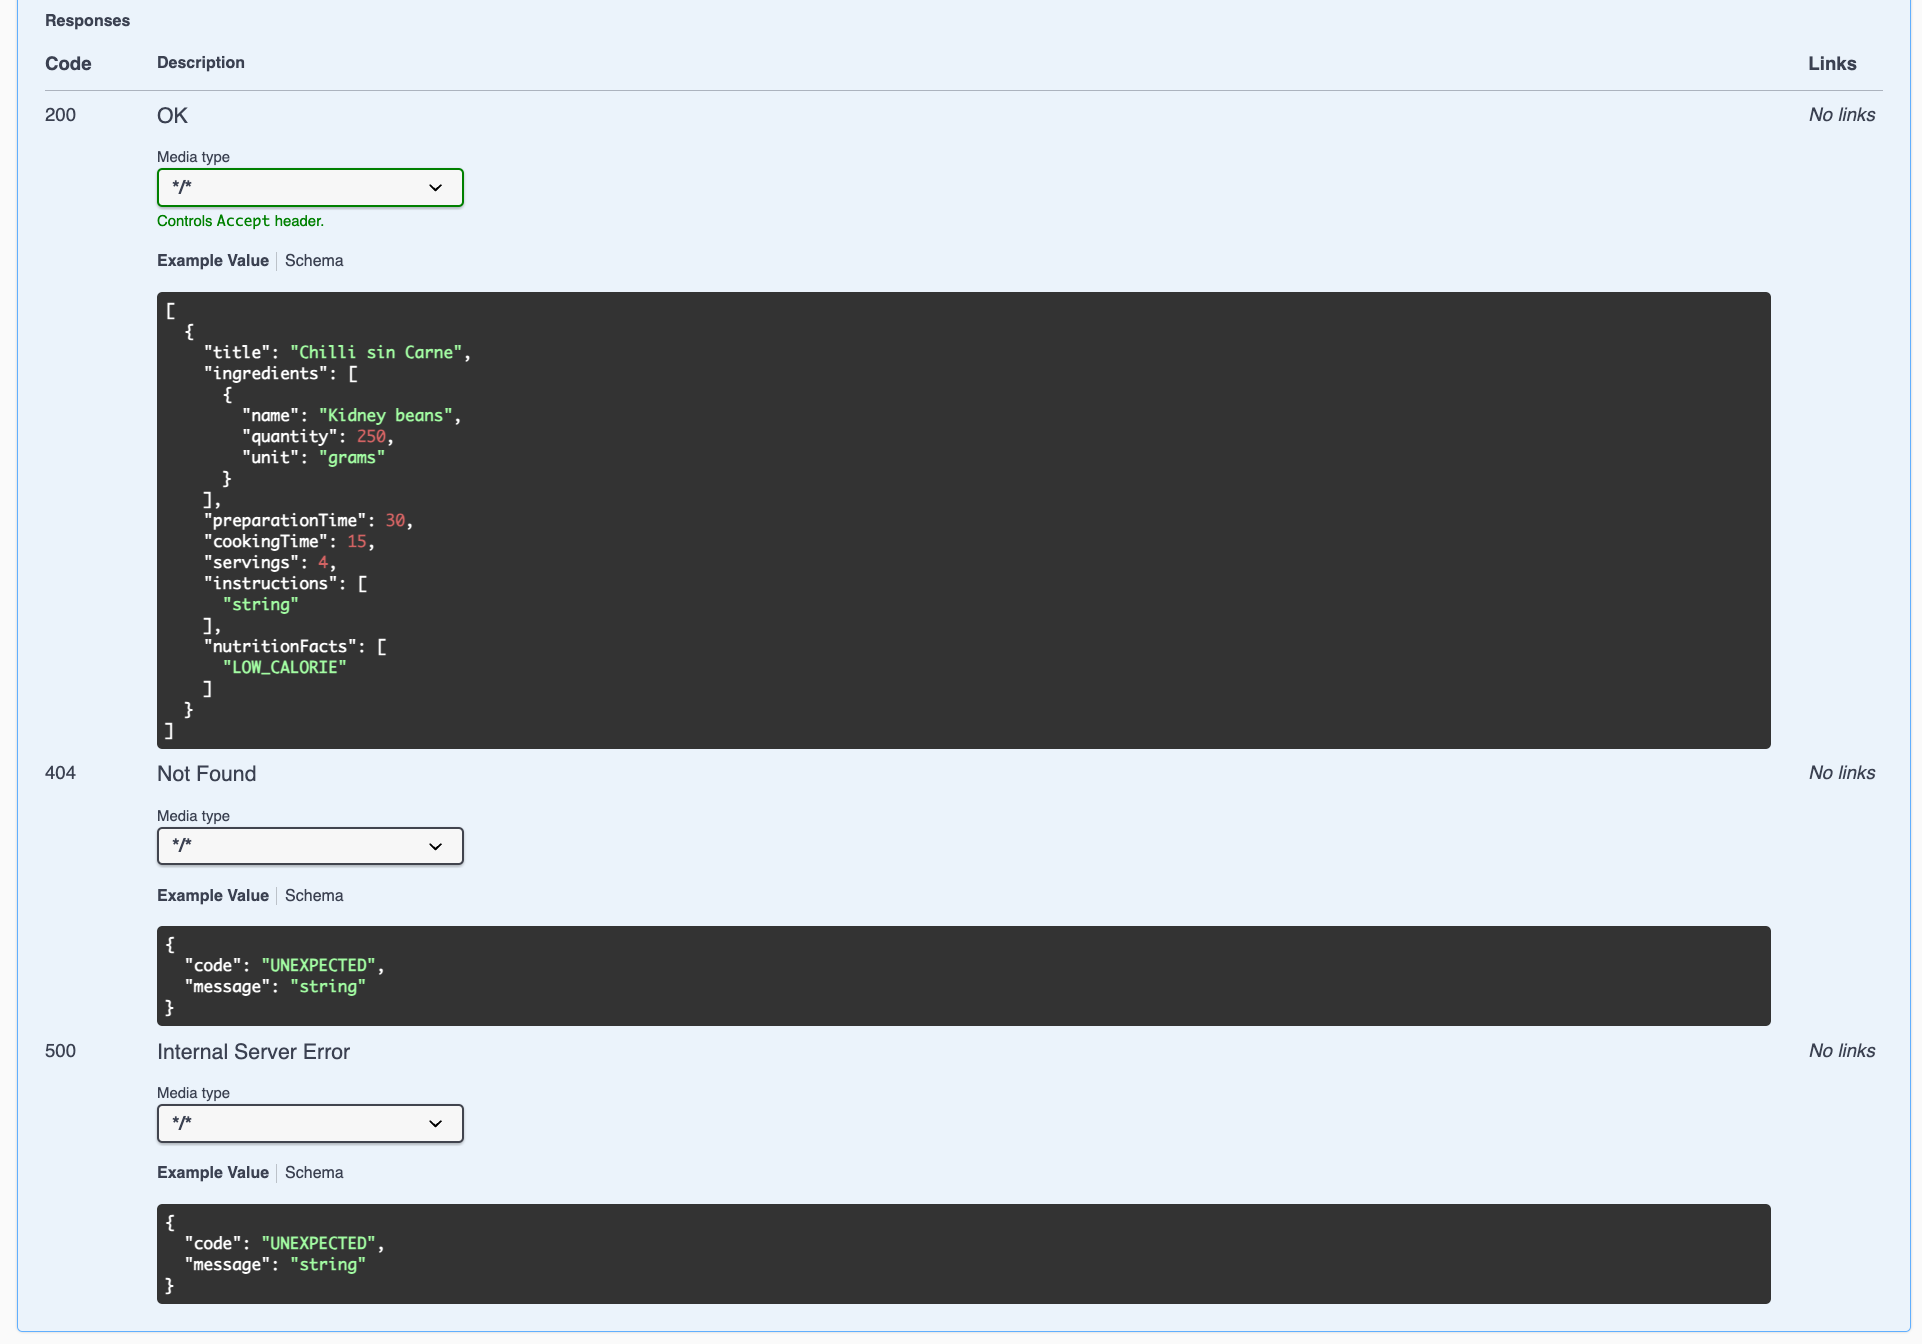 Responses
Code Description Links
200 OK No links
Media type
*/*
Controls Accept header.
Example Value Schema
[
  {
    "title": "Chilli sin Carne",
    "ingredients": [
      {
        "name": "Kidney beans",
        "quantity": 250,
        "unit": "grams"
      }
    ],
    "preparationTime": 30,
    "cookingTime": 15,
    "servings": 4,
    "instructions": [
      "string"
    ],
    "nutritionFacts": [
      "LOW_CALORIE"
    ]
  }
]
404 Not Found No links
Media type
*/*
Example Value Schema
{
  "code": "UNEXPECTED",
  "message": "string"
}
500 Internal Server Error No links
Media type
*/*
Example Value Schema
{
  "code": "UNEXPECTED",
  "message": "string"
}